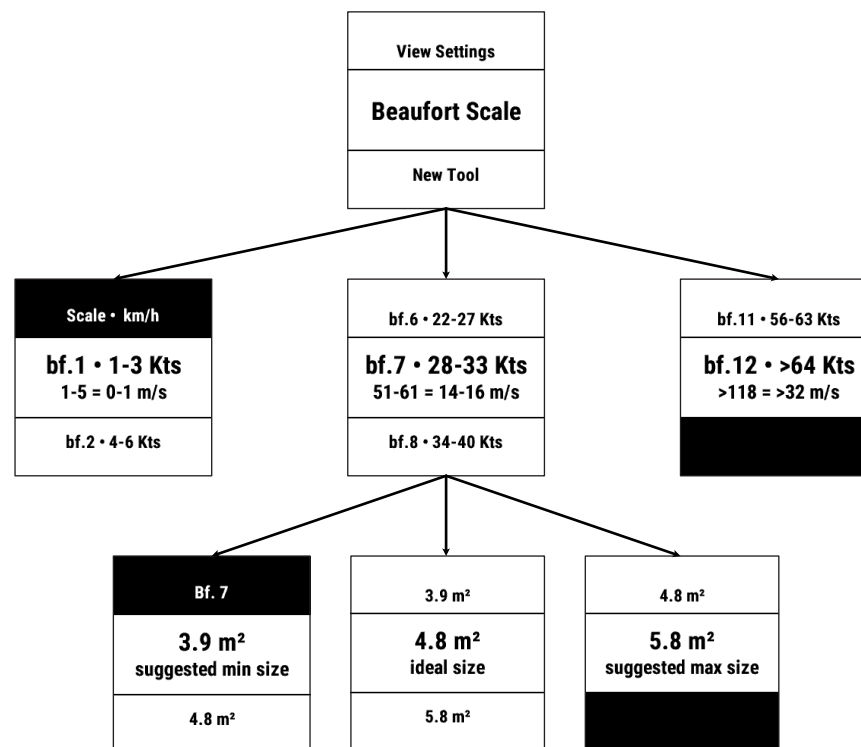 View Settings
Beaufort Scale
New Tool
Scale • km/h
bf.1 • 1-3 Kts
1-5 = 0-1 m/s
bf.2 • 4-6 Kts
bf.6 • 22-27 Kts
bf.7 • 28-33 Kts
51-61 = 14-16 m/s
bf.8 • 34-40 Kts
bf.11 • 56-63 Kts
bf.12 • >64 Kts
>118 = >32 m/s
Bf. 7
3.9 m²
suggested min size
4.8 m²
3.9 m²
4.8 m²
ideal size
5.8 m²
4.8 m²
5.8 m²
suggested max size